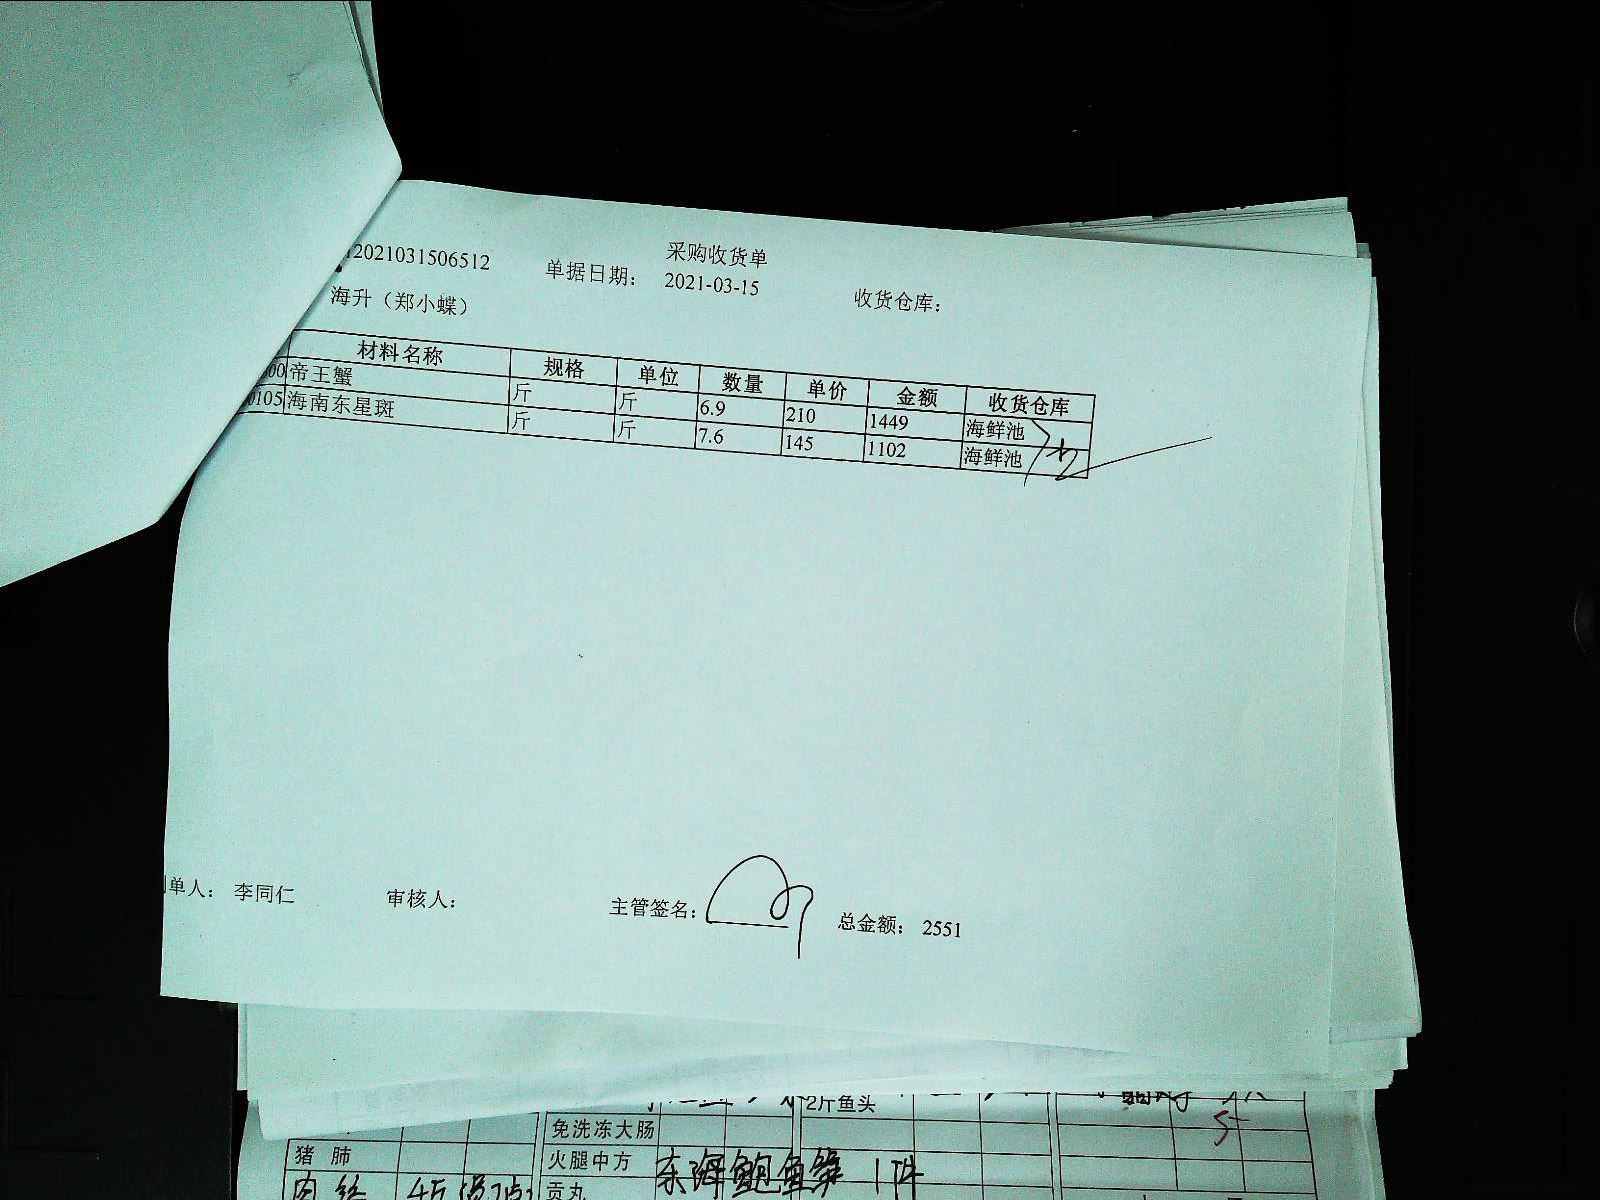 采购收货单
12021031506512 单据日期： 2021-03-15 收货仓库：
海升（郑小蝶）
材料名称 规格 单位 数量 单价 金额 收货仓库
00 帝王蟹 斤 斤 6.9 210 1449 海鲜池
0105 海南东星斑 斤 斤 7.6 145 1102 海鲜池
单人： 李同仁 审核人： 主管签名： 总金额： 2551
2斤鱼头
免洗冻大肠
猪 肺 火腿中方 1件
贡丸